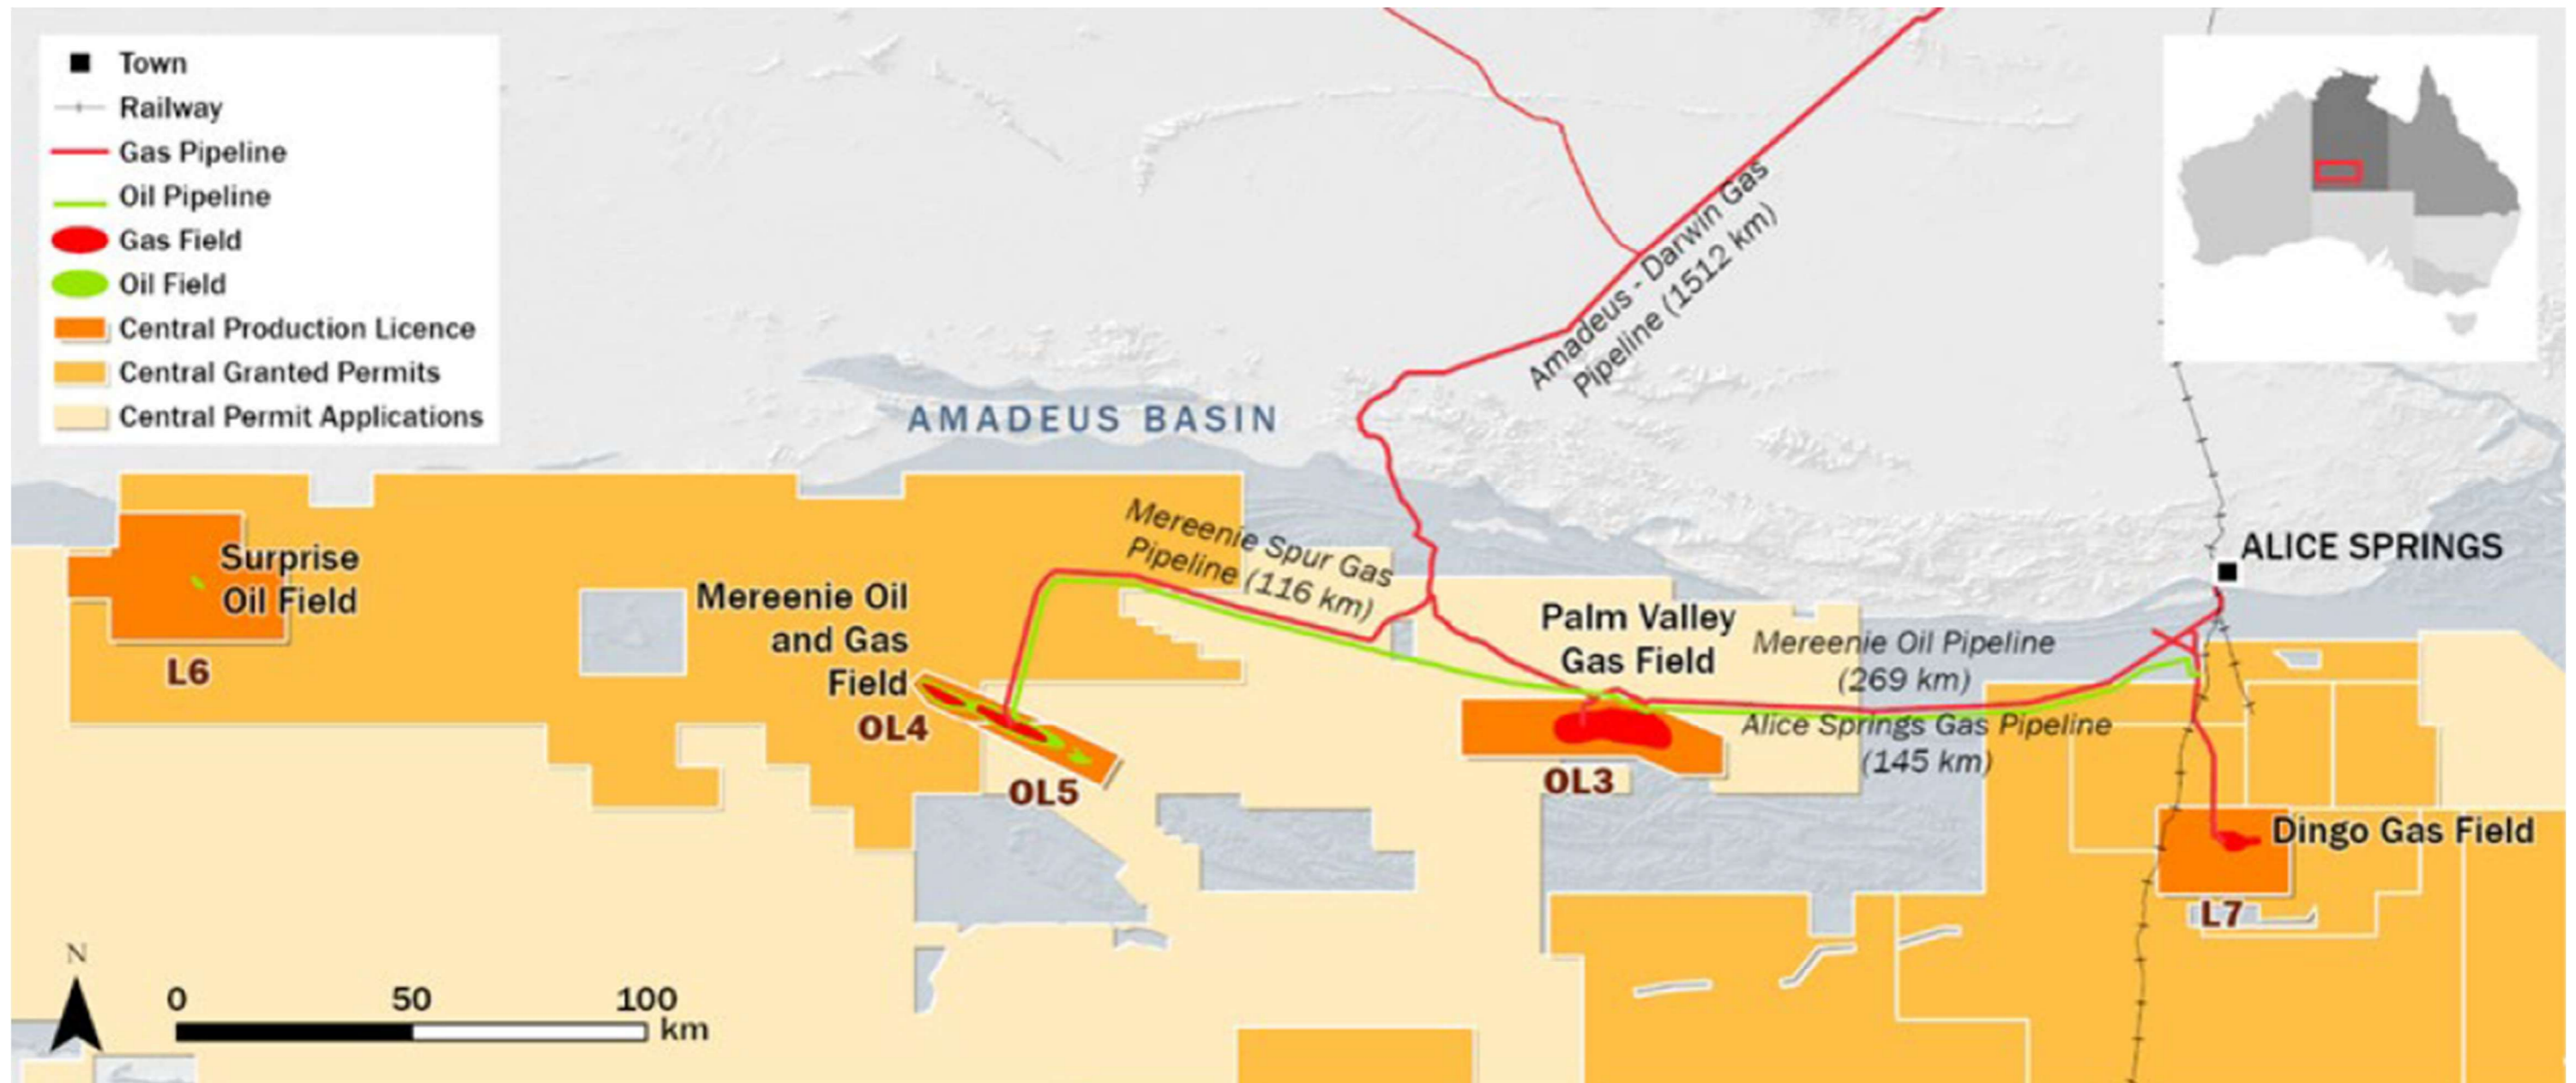 Town
Railway
Gas Pipeline
Oil Pipeline
Gas Field
Oil Field
Central Production Licence
Central Granted Permits
Central Permit Applications
Amadeus - Darwin Gas
Pipeline (1512 km)
AMADEUS BASIN
Mereenie Spur Gas
Pipeline (116 km)
ALICE SPRINGS
Surprise
Oil Field
L6
Mereenie Oil
and Gas
Field
OL4
OL5
Palm Valley
Gas Field
OL3
Mereenie Oil Pipeline
(269 km)
Alice Springs Gas Pipeline
(145 km)
Dingo Gas Field
L7
N
0 50 100
km